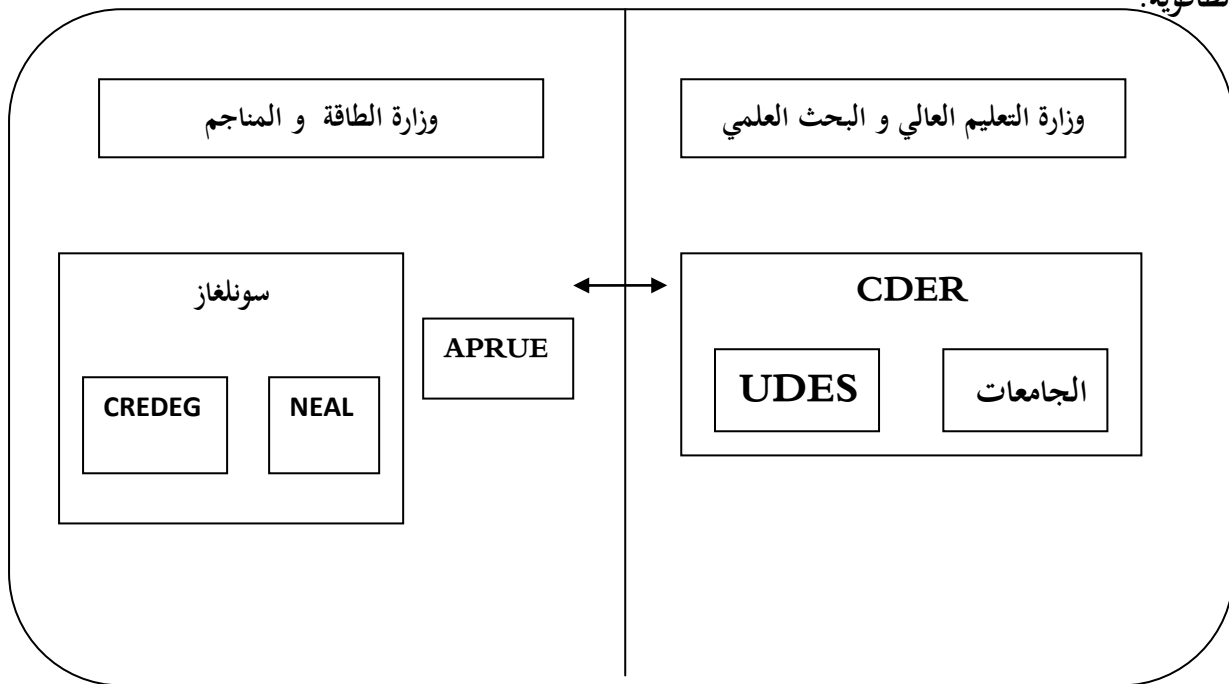 وزارة التعليم العالي و البحث العلمي
وزارة الطاقة و المناجم
CDER
UDES
الجامعات
سونلغاز
APRUE
CREDEG
NEAL